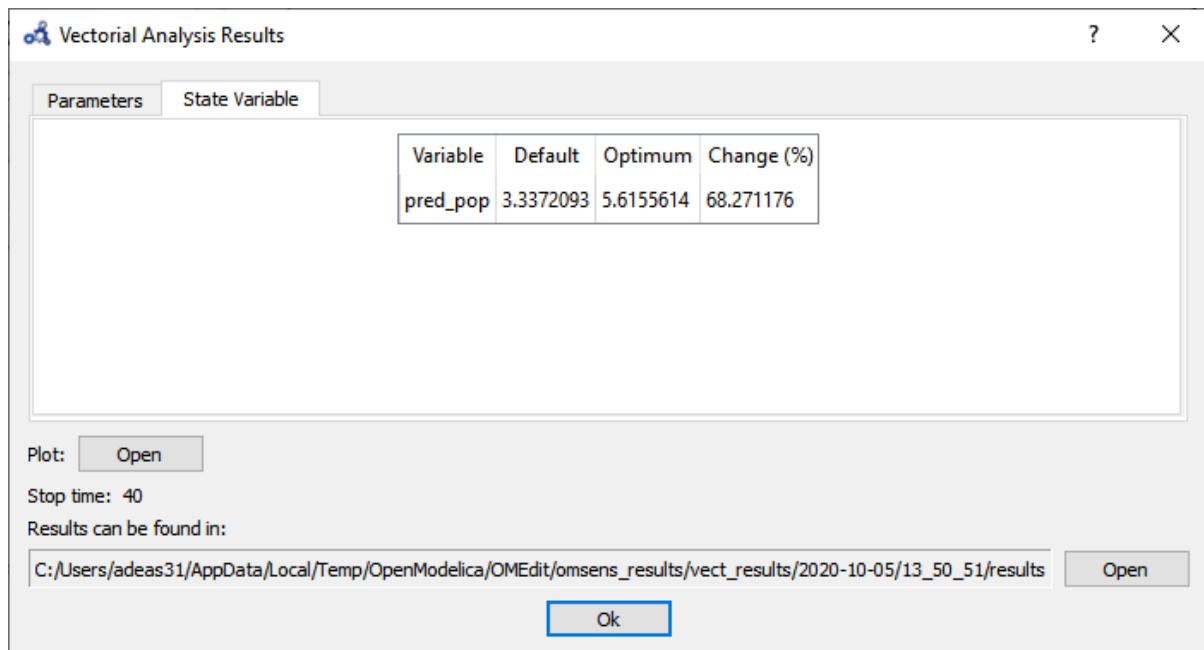 Vectorial Analysis Results ?
Parameters State Variable
Variable Default Optimum Change (%)
pred_pop 3.3372093 5.6155614 68.271176
Plot: Open
Stop time: 40
Results can be found in:
C:/Users/adeas31/AppData/Local/Temp/OpenModelica/OMEdit/omsens_results/vect_results/2020-10-05/13_50_51/results Open
Ok